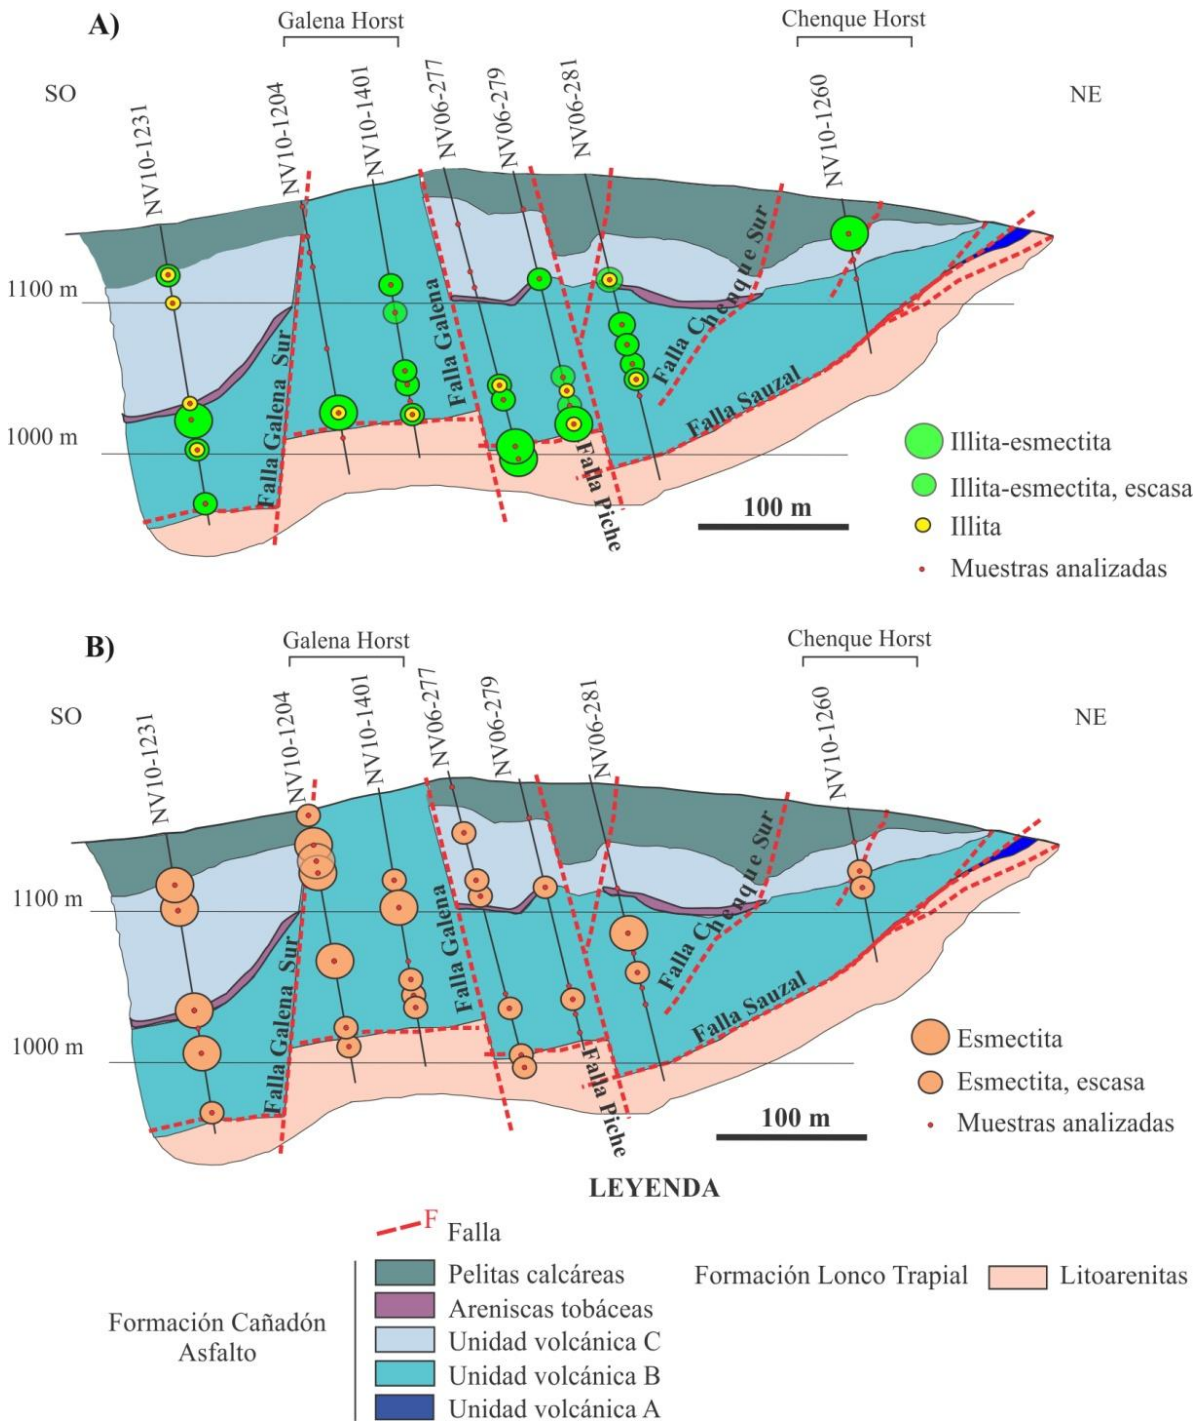 A)
Galena Horst
Chenque Horst
SO
NE
NV10-1231
NV10-1204
NV10-1401
NV06-277
NV06-279
NV06-281
NV10-1260
1100 m
1000 m
Falla Galena Sur
Falla Galena
Falla Piche
Falla Chenque Sur
Falla Sauzal
100 m
Illita-esmectita
Illita-esmectita, escasa
Illita
Muestras analizadas
B)
Galena Horst
Chenque Horst
SO
NE
NV10-1231
NV10-1204
NV10-1401
NV06-277
NV06-279
NV06-281
NV10-1260
1100 m
1000 m
Falla Galena Sur
Falla Galena
Falla Piche
Falla Chenque Sur
Falla Sauzal
100 m
Esmectita
Esmectita, escasa
Muestras analizadas
LEYENDA
F Falla
Formación Cañadón
Asfalto
Pelitas calcáreas
Areniscas tobáceas
Unidad volcánica C
Unidad volcánica B
Unidad volcánica A
Formación Lonco Trapial
Litoarenitas